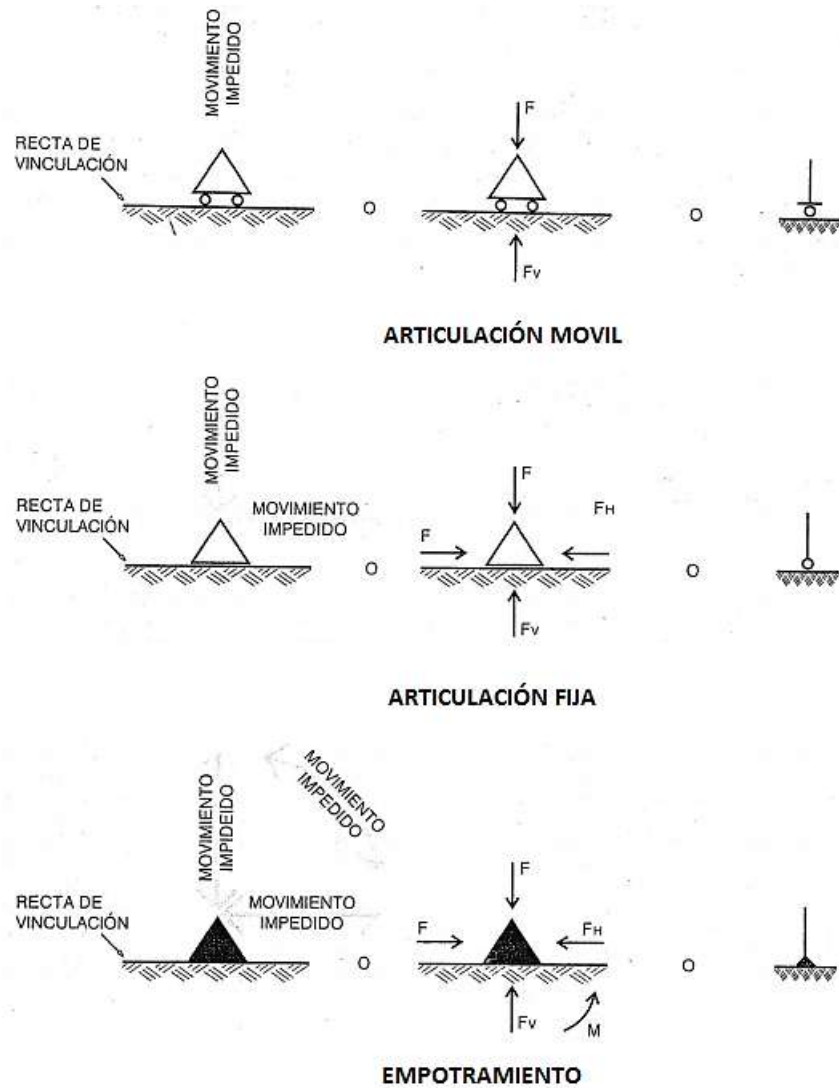 MOVIMIENTO
IMPEDIDO
RECTA DE
VINCULACIÓN
F
O
O
Fv
ARTICULACIÓN MOVIL
MOVIMIENTO
IMPEDIDO
RECTA DE
VINCULACIÓN
MOVIMIENTO
IMPEDIDO
F
F
FH
O
O
Fv
ARTICULACIÓN FIJA
MOVIMIENTO
IMPIDEIDO
MOVIMIENTO
IMPEDIDO
RECTA DE
VINCULACIÓN
MOVIMIENTO
IMPEDIDO
F
F
FH
O
O
Fv
M
EMPOTRAMIENTO